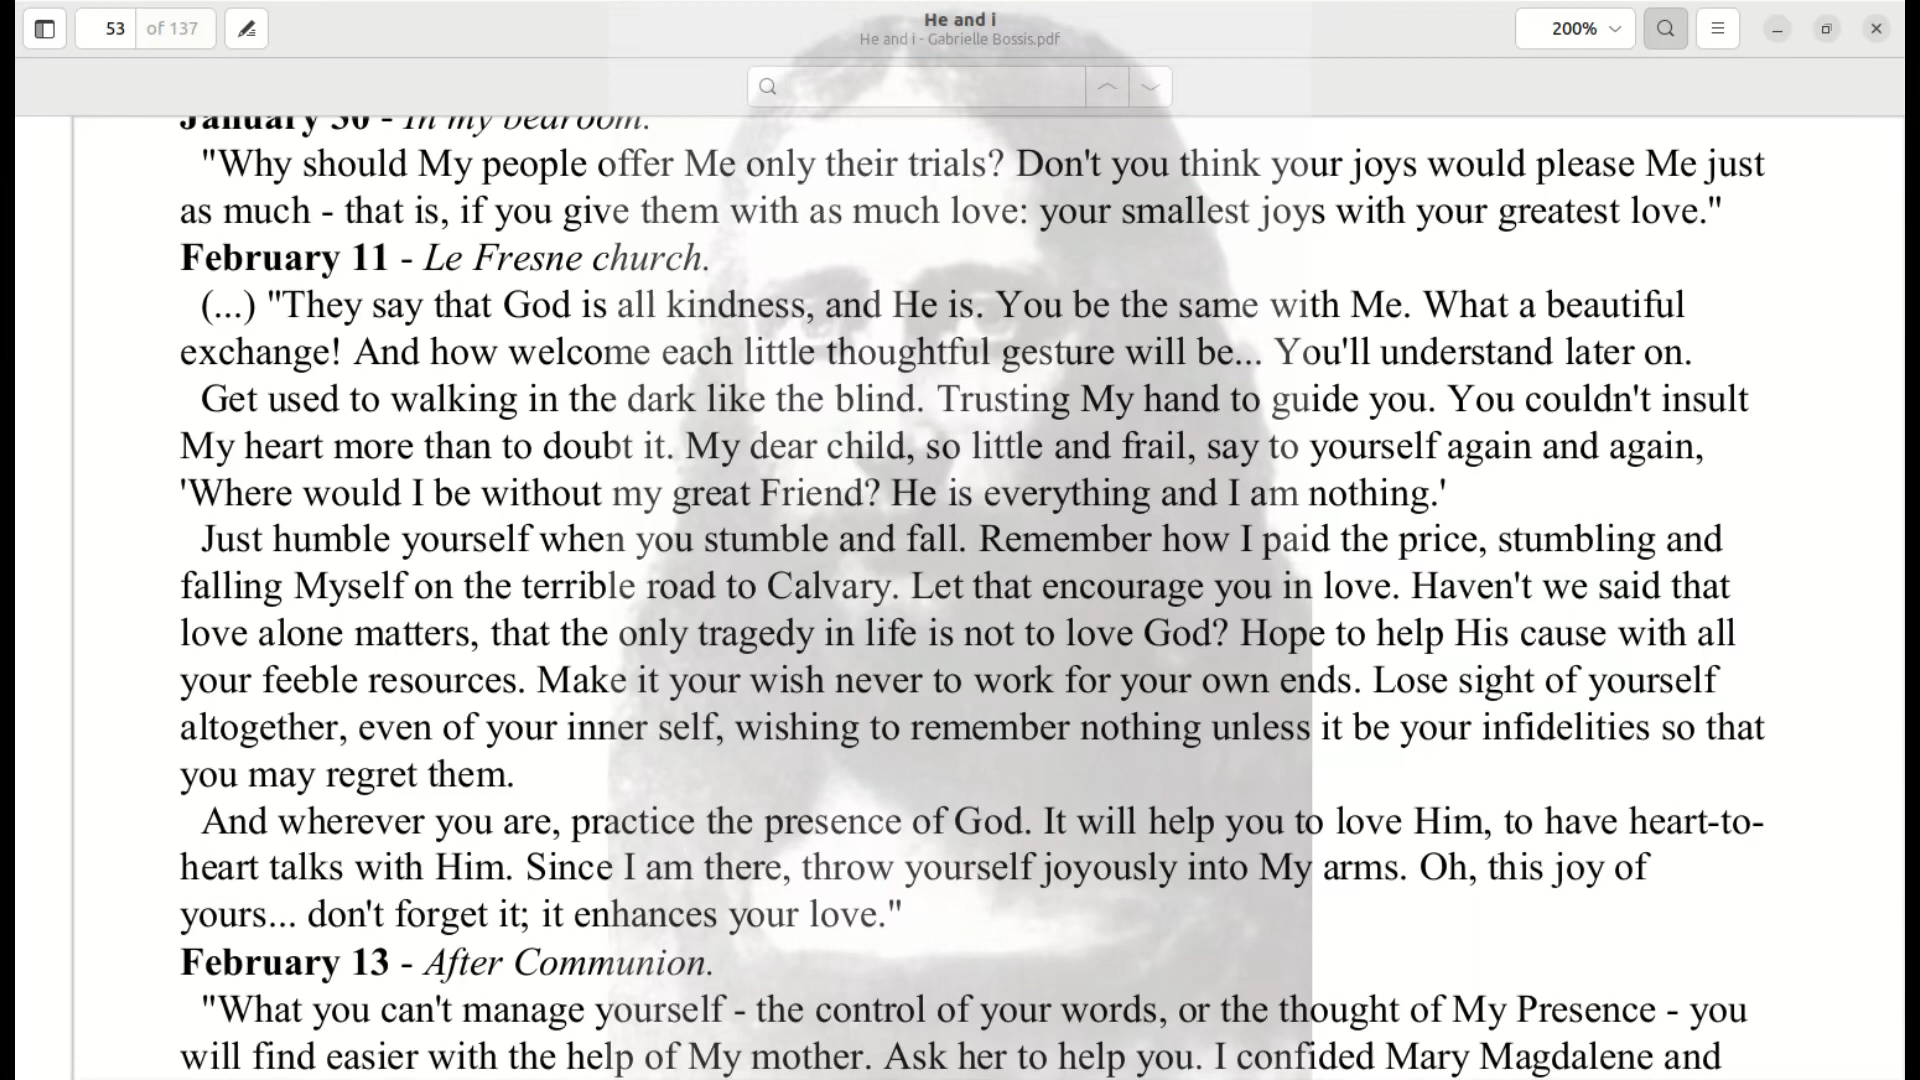 53 of 137
He and i
He and i - Gabrielle Bossis.pdf
200%
January 30 - In my bedroom.
"Why should My people offer Me only their trials? Don't you think your joys would please Me just
as much - that is, if you give them with as much love: your smallest joys with your greatest love."
February 11 - Le Fresne church.
(...) "They say that God is all kindness, and He is. You be the same with Me. What a beautiful
exchange! And how welcome each little thoughtful gesture will be... You'll understand later on.
Get used to walking in the dark like the blind. Trusting My hand to guide you. You couldn't insult
My heart more than to doubt it. My dear child, so little and frail, say to yourself again and again,
'Where would I be without my great Friend? He is everything and I am nothing.'
Just humble yourself when you stumble and fall. Remember how I paid the price, stumbling and
falling Myself on the terrible road to Calvary. Let that encourage you in love. Haven't we said that
love alone matters, that the only tragedy in life is not to love God? Hope to help His cause with all
your feeble resources. Make it your wish never to work for your own ends. Lose sight of yourself
altogether, even of your inner self, wishing to remember nothing unless it be your infidelities so that
you may regret them.
And wherever you are, practice the presence of God. It will help you to love Him, to have heart-to-
heart talks with Him. Since I am there, throw yourself joyously into My arms. Oh, this joy of
yours... don't forget it; it enhances your love."
February 13 - After Communion.
"What you can't manage yourself - the control of your words, or the thought of My Presence - you
will find easier with the help of My mother. Ask her to help you. I confided Mary Magdalene and